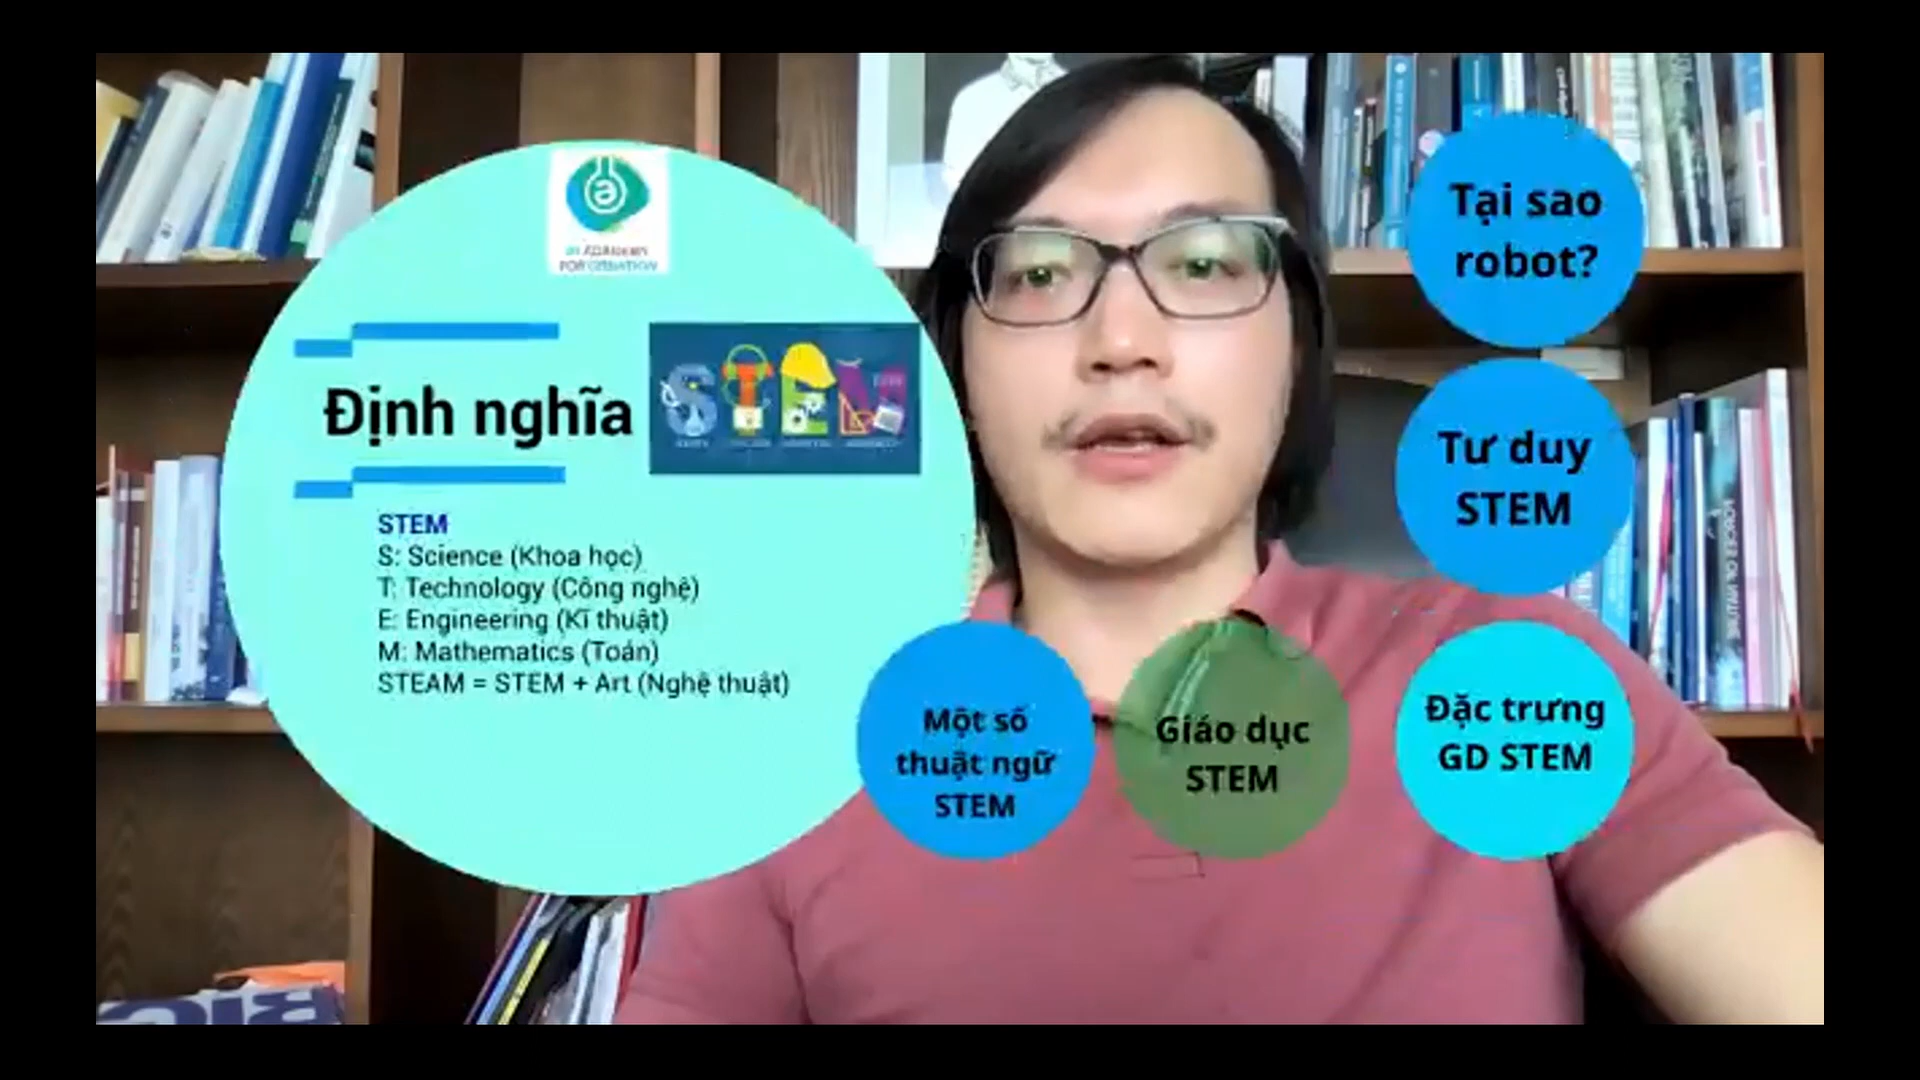 Định nghĩa
STEM
STEM
S: Science (Khoa học)
T: Technology (Công nghệ)
E: Engineering (Kĩ thuật)
M: Mathematics (Toán)
STEAM = STEM + Art (Nghệ thuật)
Tại sao
robot?
Tư duy
STEM
Một số
thuật ngữ
STEM
Giáo dục
STEM
Đặc trưng
GD STEM